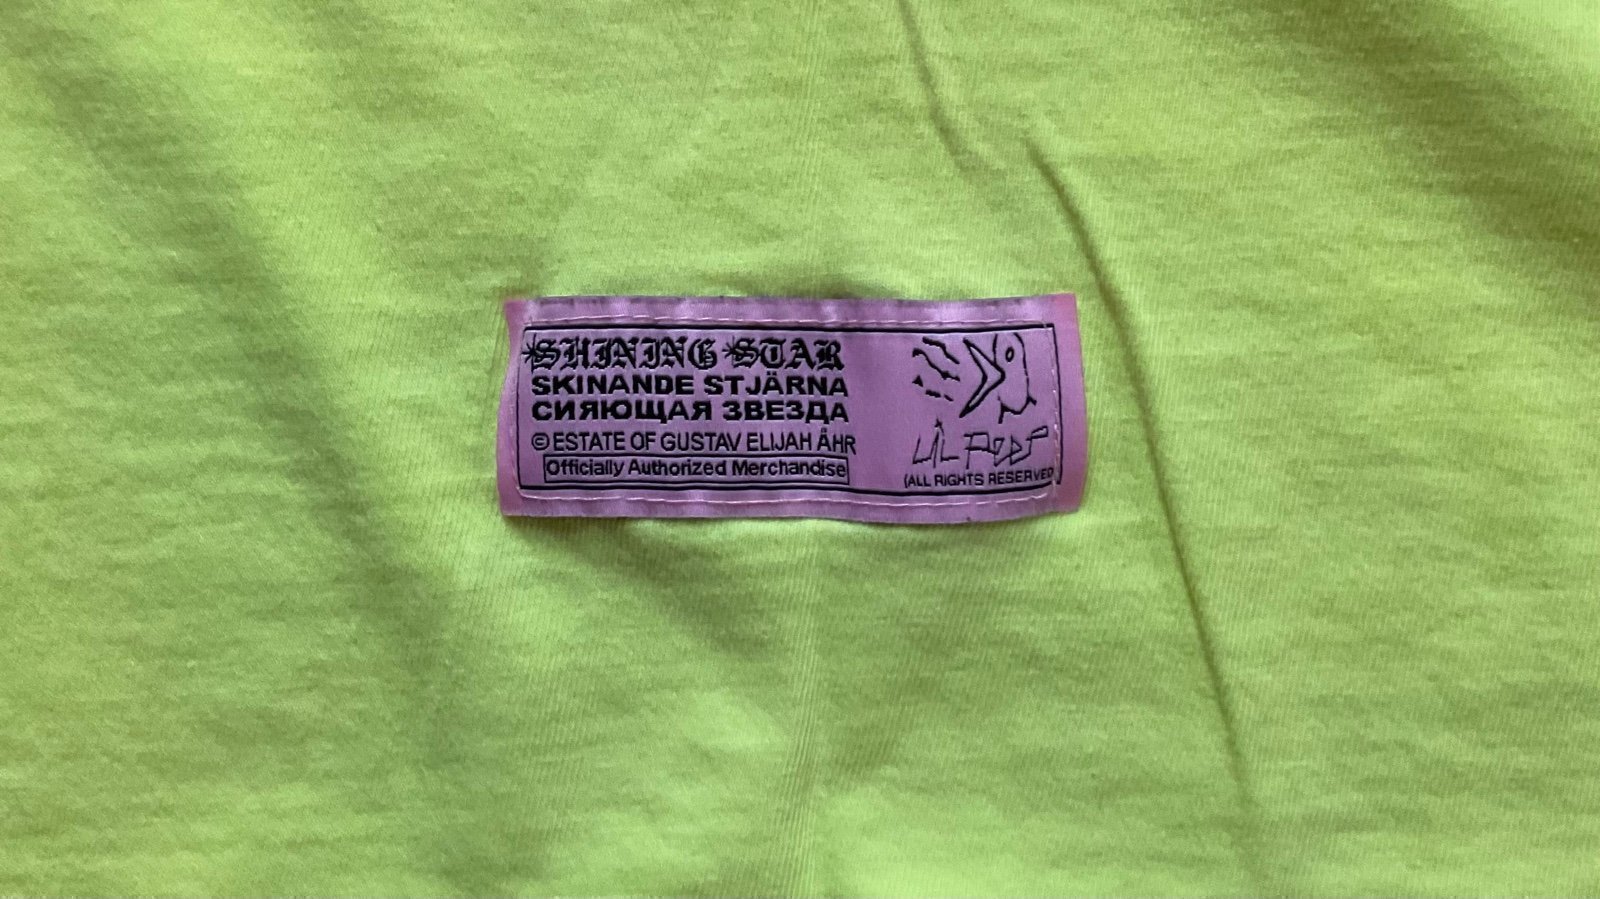 *SHINING *STAR
SKINANDE STJÄRNA
СИЯЮЩАЯ ЗВЕЗДА
© ESTATE OF GUSTAV ELIJAH ÅHR
Officially Authorized Merchandise
LIL PEEP
(ALL RIGHTS RESERVED